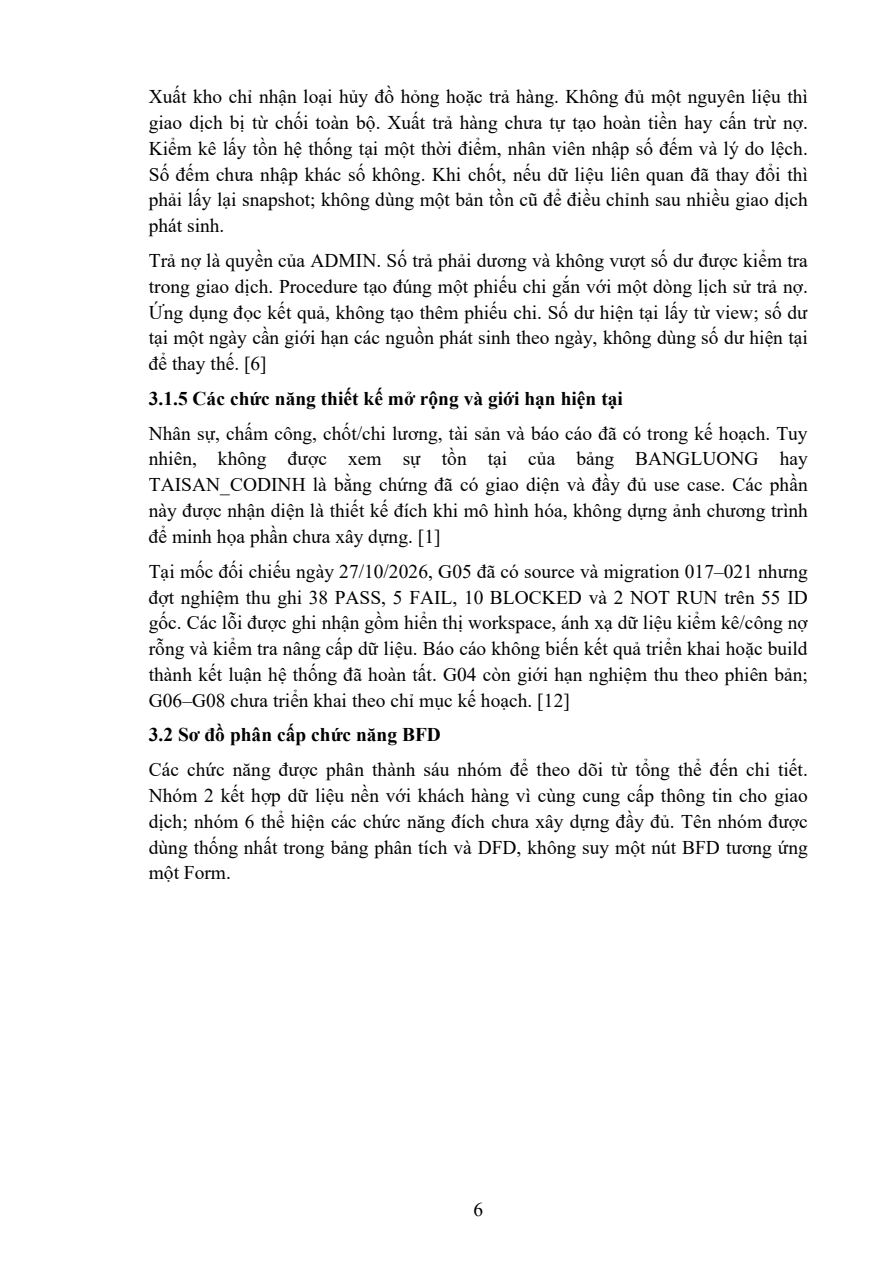 Xuất kho chỉ nhận loại hủy đồ hỏng hoặc trả hàng. Không đủ một nguyên liệu thì
giao dịch bị từ chối toàn bộ. Xuất trả hàng chưa tự tạo hoàn tiền hay cấn trừ nợ.
Kiểm kê lấy tồn hệ thống tại một thời điểm, nhân viên nhập số đếm và lý do lệch.
Số đếm chưa nhập khác số không. Khi chốt, nếu dữ liệu liên quan đã thay đổi thì
phải lấy lại snapshot; không dùng một bản tồn cũ để điều chỉnh sau nhiều giao dịch
phát sinh.
Trả nợ là quyền của ADMIN. Số trả phải dương và không vượt số dư được kiểm tra
trong giao dịch. Procedure tạo đúng một phiếu chi gắn với một dòng lịch sử trả nợ.
Ứng dụng đọc kết quả, không tạo thêm phiếu chi. Số dư hiện tại lấy từ view; số dư
tại một ngày cần giới hạn các nguồn phát sinh theo ngày, không dùng số dư hiện tại
để thay thế. [6]
3.1.5 Các chức năng thiết kế mở rộng và giới hạn hiện tại
Nhân sự, chấm công, chốt/chi lương, tài sản và báo cáo đã có trong kế hoạch. Tuy
nhiên, không được xem sự tồn tại của bảng BANGLUONG hay
TAISAN_CODINH là bằng chứng đã có giao diện và đầy đủ use case. Các phần
này được nhận diện là thiết kế đích khi mô hình hóa, không dựng ảnh chương trình
để minh họa phần chưa xây dựng. [1]
Tại mốc đối chiếu ngày 27/10/2026, G05 đã có source và migration 017–021 nhưng
đợt nghiệm thu ghi 38 PASS, 5 FAIL, 10 BLOCKED và 2 NOT RUN trên 55 ID
gốc. Các lỗi được ghi nhận gồm hiển thị workspace, ánh xạ dữ liệu kiểm kê/công nợ
rỗng và kiểm tra nâng cấp dữ liệu. Báo cáo không biến kết quả triển khai hoặc build
thành kết luận hệ thống đã hoàn tất. G04 còn giới hạn nghiệm thu theo phiên bản;
G06–G08 chưa triển khai theo chỉ mục kế hoạch. [12]
3.2 Sơ đồ phân cấp chức năng BFD
Các chức năng được phân thành sáu nhóm để theo dõi từ tổng thể đến chi tiết.
Nhóm 2 kết hợp dữ liệu nền với khách hàng vì cùng cung cấp thông tin cho giao
dịch; nhóm 6 thể hiện các chức năng đích chưa xây dựng đầy đủ. Tên nhóm được
dùng thống nhất trong bảng phân tích và DFD, không suy một nút BFD tương ứng
một Form.
6